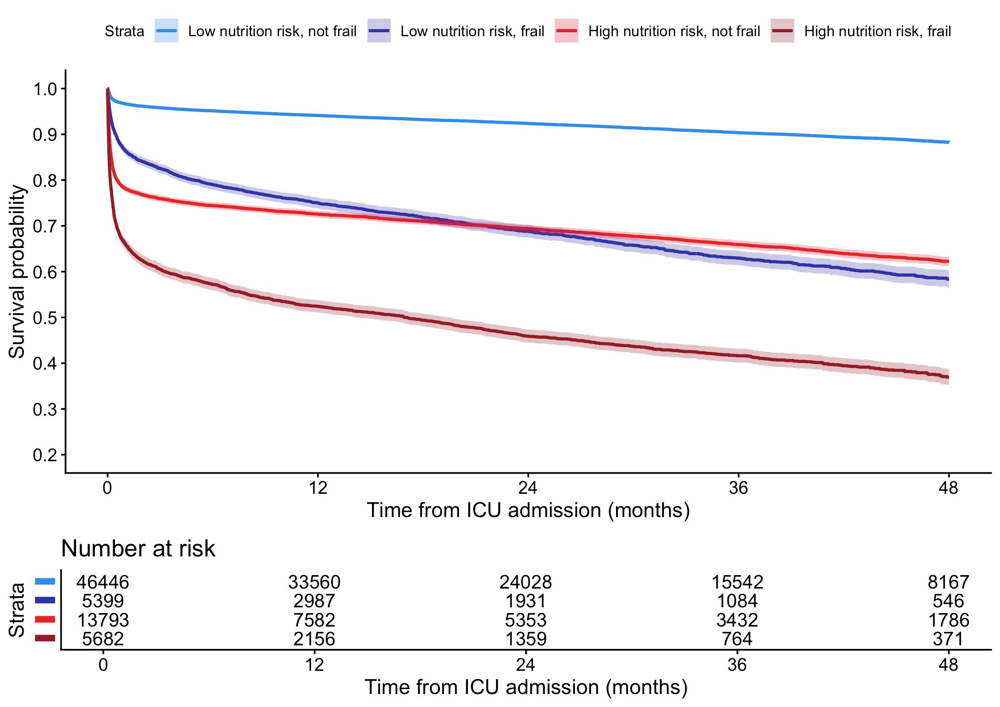 Strata Low nutrition risk, not frail Low nutrition risk, frail High nutrition risk, not frail High nutrition risk, frail
1.0
0.9
0.8
0.7
0.6
0.5
0.4
0.3
0.2
Survival probability
0 12 24 36 48
Time from ICU admission (months)
Number at risk
Strata
46446 33560 24028 15542 8167
5399 2987 1931 1084 546
13793 7582 5353 3432 1786
5682 2156 1359 764 371
0 12 24 36 48
Time from ICU admission (months)